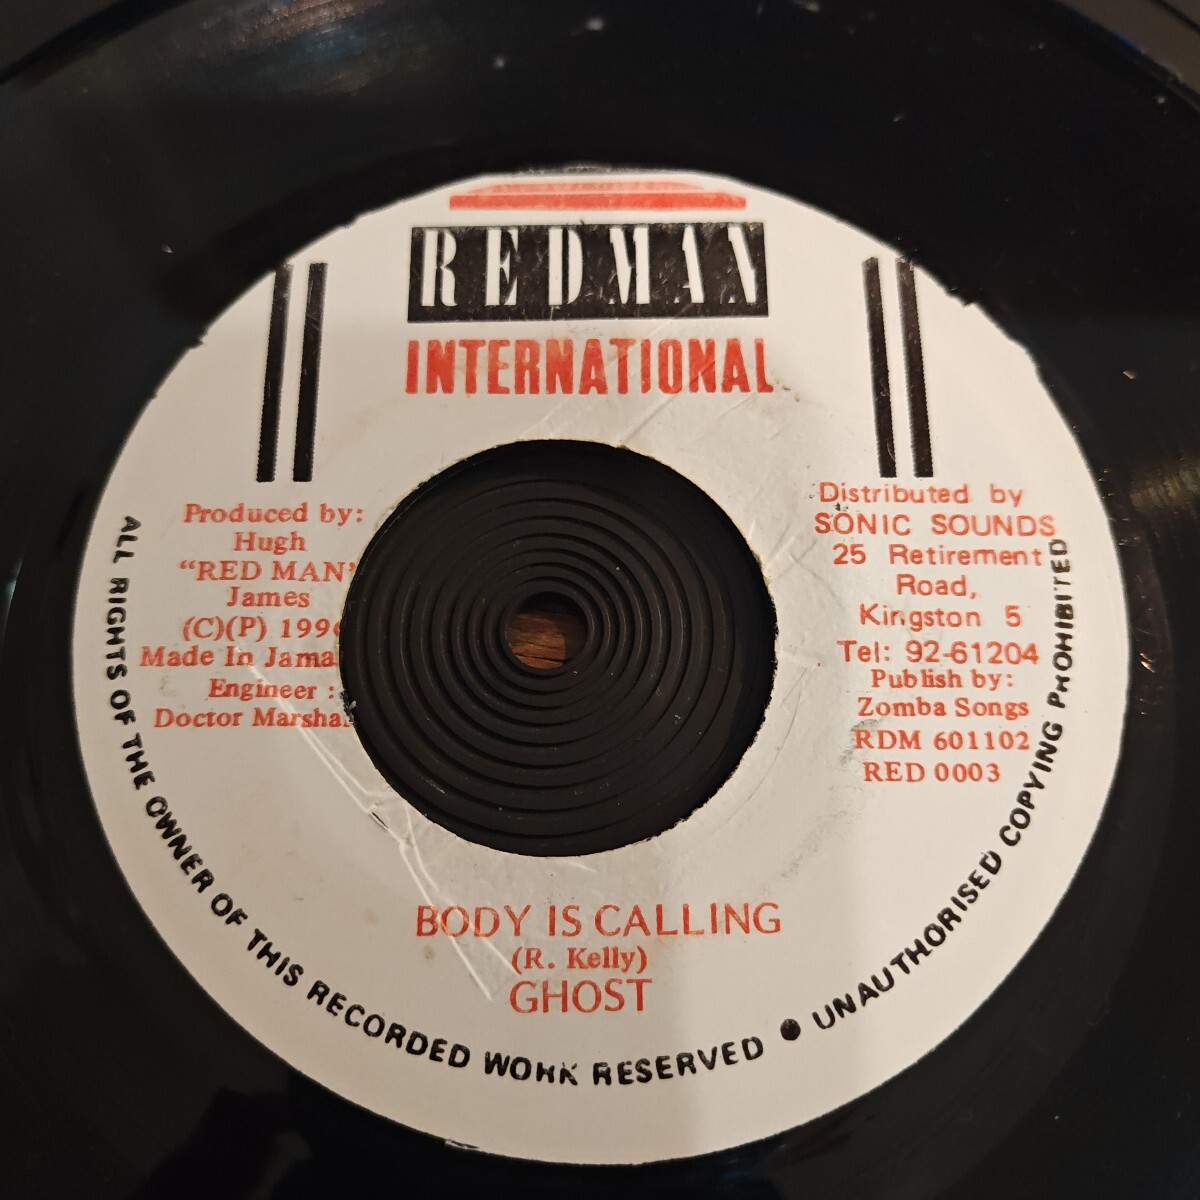 REDMAN
INTERNATIONAL
Produced by:
Hugh
"RED MAN"
James
(C)(P) 199
Made In Jama
Engineer :
Doctor Marsha
Distributed by
SONIC SOUNDS
25 Retirement
Road,
Kingston 5
Tel: 92-61204
Publish by:
Zomba Songs
RDM 601102
RED 0003
BODY IS CALLING
(R. Kelly)
GHOST
ALL RIGHTS OF THE OWNER OF THIS RECORDED WORK RESERVED ● UNAUTHORISED COPYING PROHIBITED